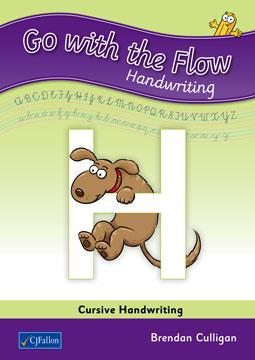 Go with the Flow
Handwriting
A B C D E F G H I J K L M N O P Q R S T U V W X Y Z
a b c d e f g h i j k l m n o p q r s t u v w x y z
H
Cursive Handwriting
CJFallon
Brendan Culligan